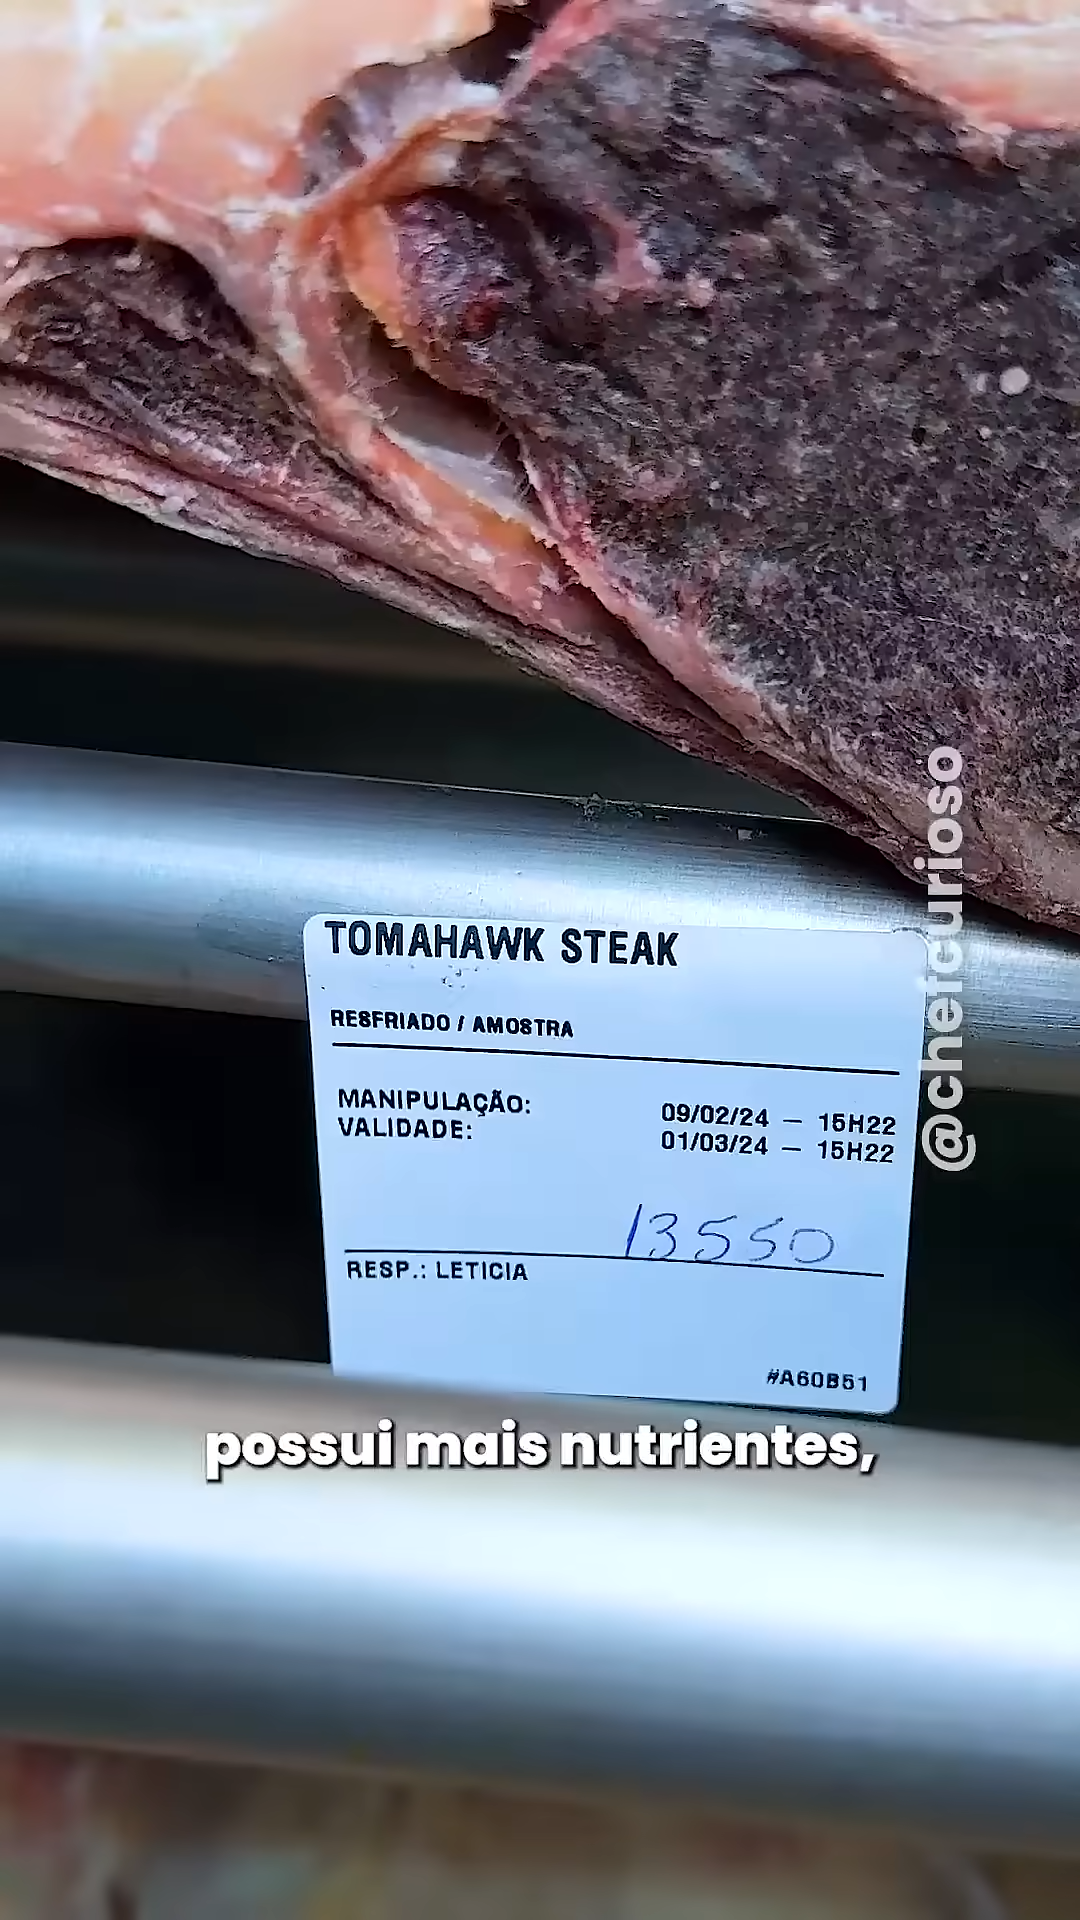 TOMAHAWK STEAK
RESFRIADO / AMOSTRA
MANIPULAÇÃO: 09/02/24 — 15H22
VALIDADE: 01/03/24 — 15H22
13550
RESP.: LETICIA
#A60B51
possui mais nutrientes,
@chefcurioso